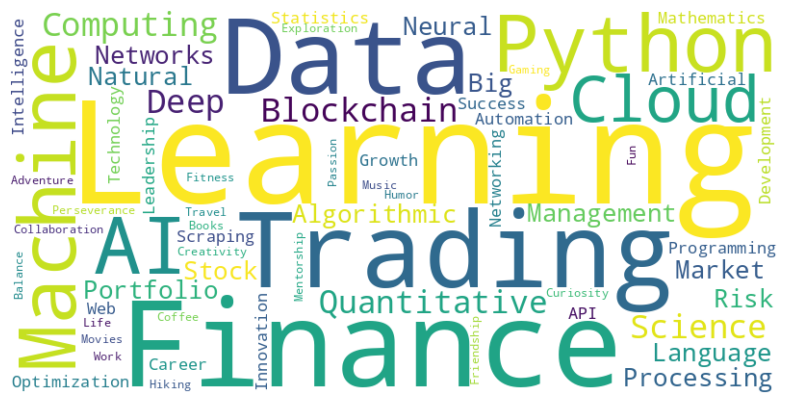 Computing
Statistics
Exploration
Neural
Mathematics
Intelligence
Networks
Data
Python
Natural
Gaming
Artificial
Big
Technology
Deep
Blockchain
Success
Cloud
Automation
Machine
Learning
Development
Leadership
Passion
Growth
Fun
Adventure
Fitness
Music
Humor
Networking
Perseverance
Travel
Books
Algorithmic
Management
Collaboration
AI
Scraping
Trading
Programming
Creativity
Balance
Stock
Mentorship
Market
Portfolio
Quantitative
Curiosity
Risk
Web
Life
Coffee
Finance
API
Science
Movies
Work
Innovation
Career
Friendship
Language
Optimization
Hiking
Processing